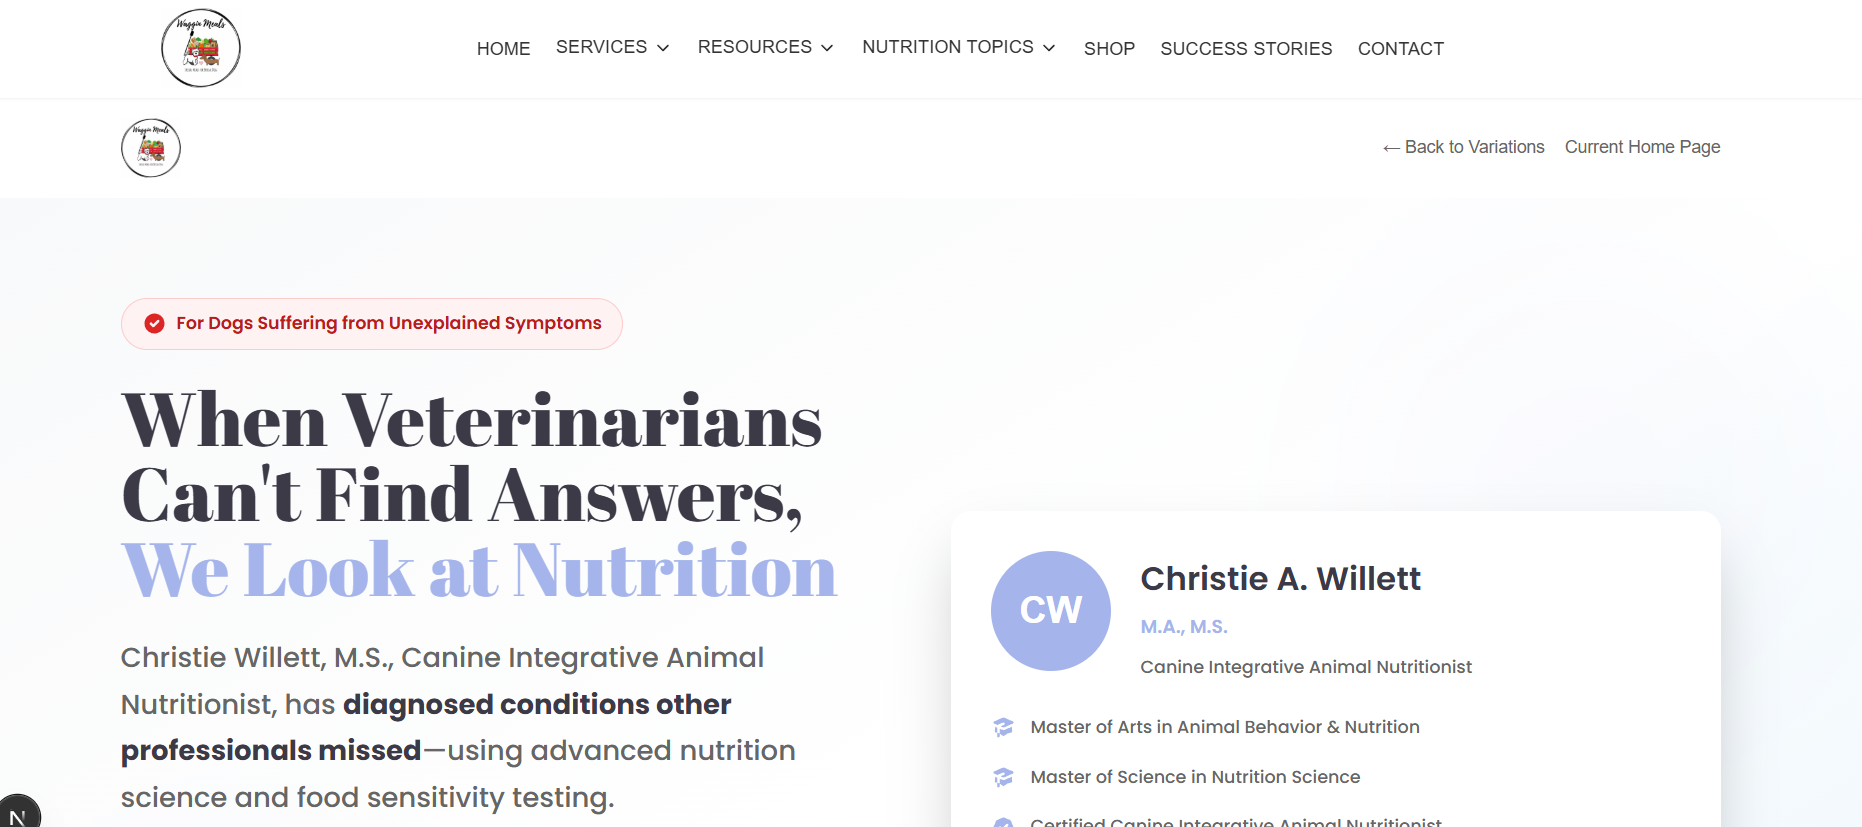 Waggie Meals
HOME
SERVICES
RESOURCES
NUTRITION TOPICS
SHOP
SUCCESS STORIES
CONTACT
Waggie Meals
← Back to Variations
Current Home Page
For Dogs Suffering from Unexplained Symptoms
When Veterinarians
Can't Find Answers,
We Look at Nutrition
Christie Willett, M.S., Canine Integrative Animal
Nutritionist, has diagnosed conditions other
professionals missed—using advanced nutrition
science and food sensitivity testing.
CW
Christie A. Willett
M.A., M.S.
Canine Integrative Animal Nutritionist
Master of Arts in Animal Behavior & Nutrition
Master of Science in Nutrition Science
Certified Canine Integrative Animal Nutritionist
N